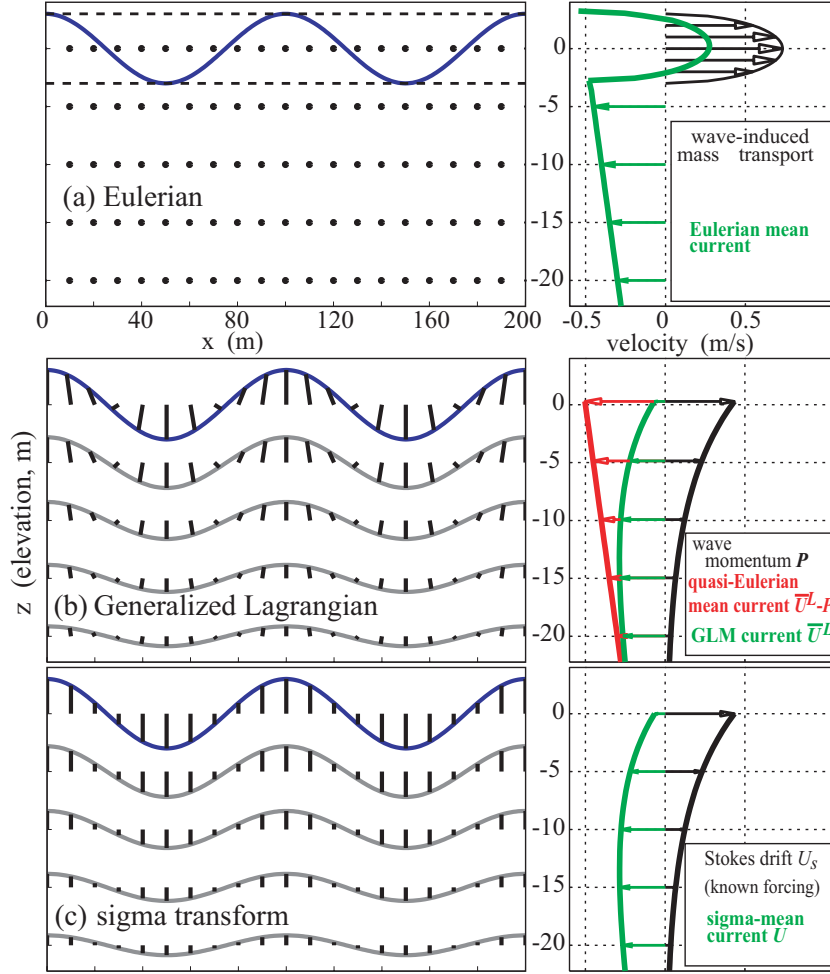 0
-5
-10
-15
-20
(a) Eulerian
wave-induced
mass transport
Eulerian mean
current
0 40 80 120 160 200
x (m)
-0.5 0 0.5
velocity (m/s)
z (elevation, m)
0
-5
-10
-15
-20
(b) Generalized Lagrangian
wave
momentum P
quasi-Eulerian
mean current U̅ᴸ-P
GLM current U̅ᴸ
0
-5
-10
-15
-20
(c) sigma transform
Stokes drift Uₛ
(known forcing)
sigma-mean
current U